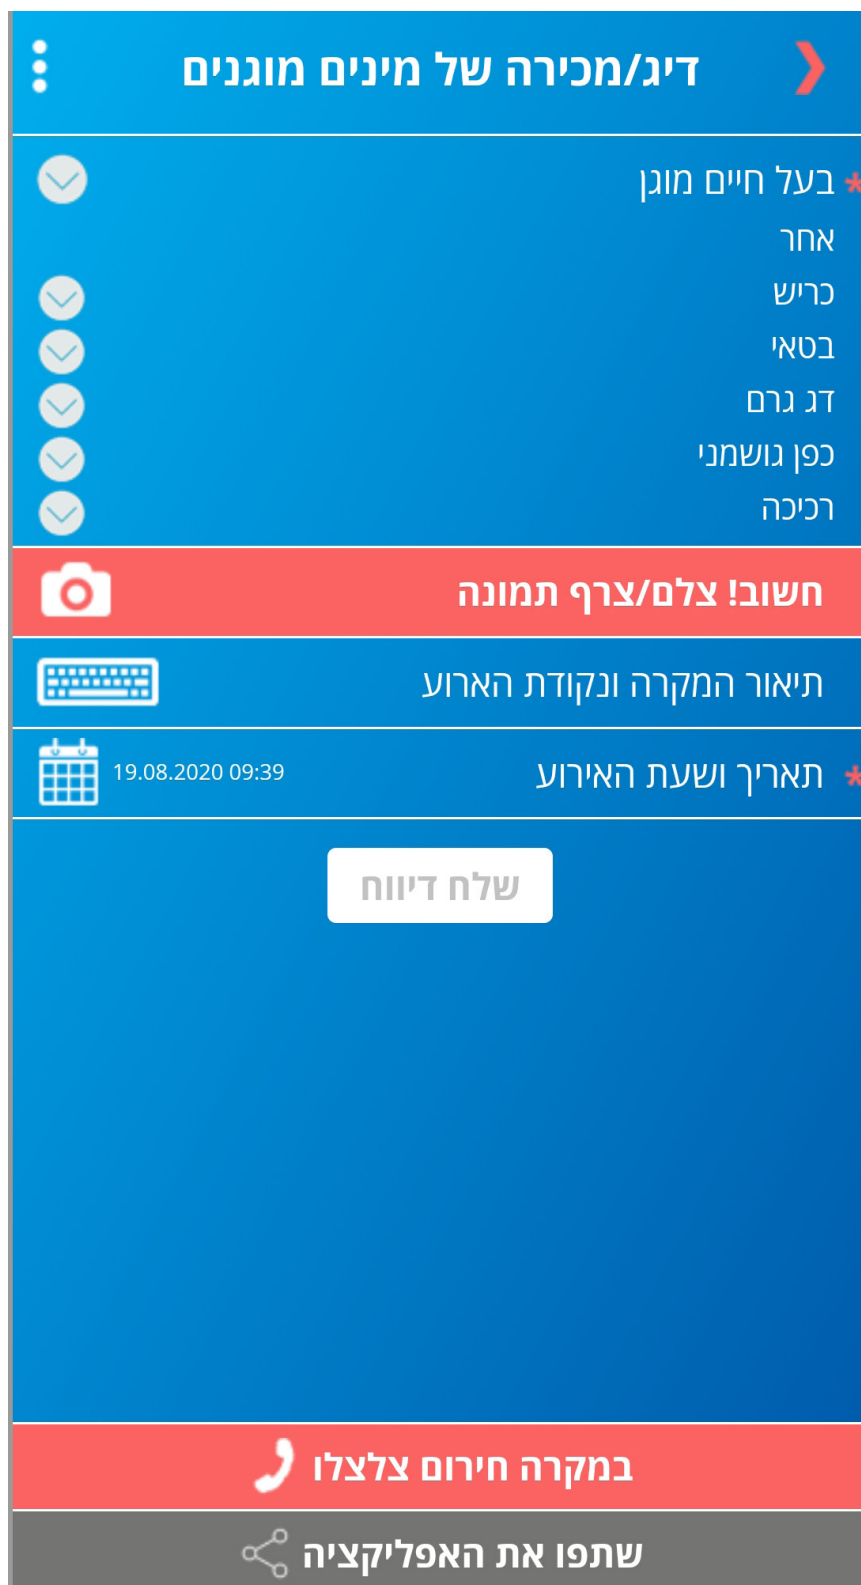 דיג/מכירה של מינים מוגנים
* בעל חיים מוגן
אחר
כריש
בטאי
דג גרם
כפן גושמני
רכיכה
חשוב! צלם/צרף תמונה
תיאור המקרה ונקודת הארוע
* תאריך ושעת האירוע 19.08.2020 09:39
שלח דיווח
במקרה חירום צלצלו
שתפו את האפליקציה